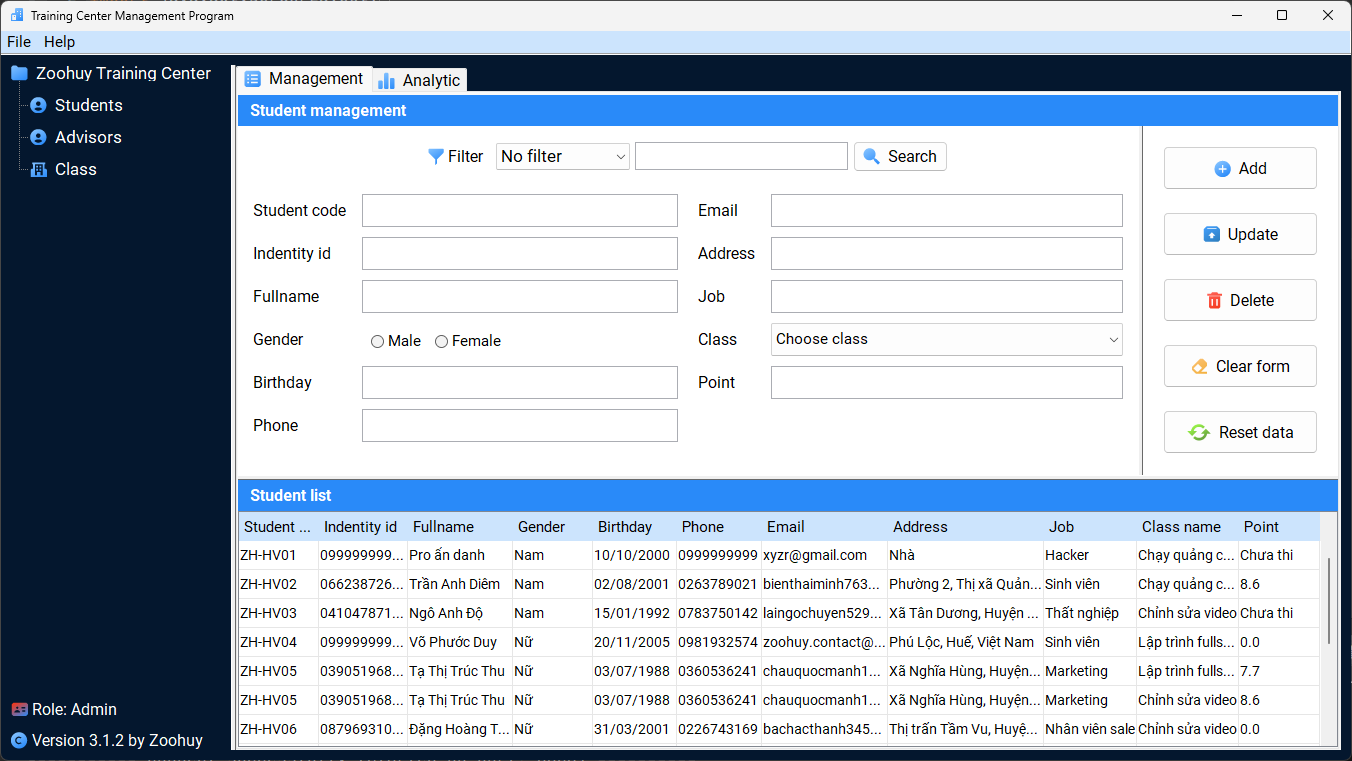 Training Center Management Program
File Help
Zoohuy Training Center
Students
Advisors
Class
Role: Admin
Version 3.1.2 by Zoohuy
Management Analytic
Student management
Filter No filter Search
Student code Email
Indentity id Address
Fullname Job
Gender Male Female Class Choose class
Birthday Point
Phone
Add
Update
Delete
Clear form
Reset data
Student list
Student ... Indentity id Fullname Gender Birthday Phone Email Address Job Class name Point
ZH-HV01 099999999... Pro ấn danh Nam 10/10/2000 0999999999 xyzr@gmail.com Nhà Hacker Chạy quảng c... Chưa thi
ZH-HV02 066238726... Trần Anh Diêm Nam 02/08/2001 0263789021 bienthaiminh763... Phường 2, Thị xã Quản... Sinh viên Chạy quảng c... 8.6
ZH-HV03 041047871... Ngô Anh Độ Nam 15/01/1992 0783750142 laingochuyen529... Xã Tân Dương, Huyện ... Thất nghiệp Chỉnh sửa video Chưa thi
ZH-HV04 099999999... Võ Phước Duy Nữ 20/11/2005 0981932574 zoohuy.contact@... Phú Lộc, Huế, Việt Nam Sinh viên Lập trình fulls... 0.0
ZH-HV05 039051968... Tạ Thị Trúc Thu Nữ 03/07/1988 0360536241 chauquocmanh1... Xã Nghĩa Hùng, Huyện... Marketing Lập trình fulls... 7.7
ZH-HV05 039051968... Tạ Thị Trúc Thu Nữ 03/07/1988 0360536241 chauquocmanh1... Xã Nghĩa Hùng, Huyện... Marketing Chỉnh sửa video 8.6
ZH-HV06 087969310... Đặng Hoàng T... Nữ 31/03/2001 0226743169 bachacthanh345... Thị trấn Tầm Vu, Huyệ... Nhân viên sale Chỉnh sửa video 0.0